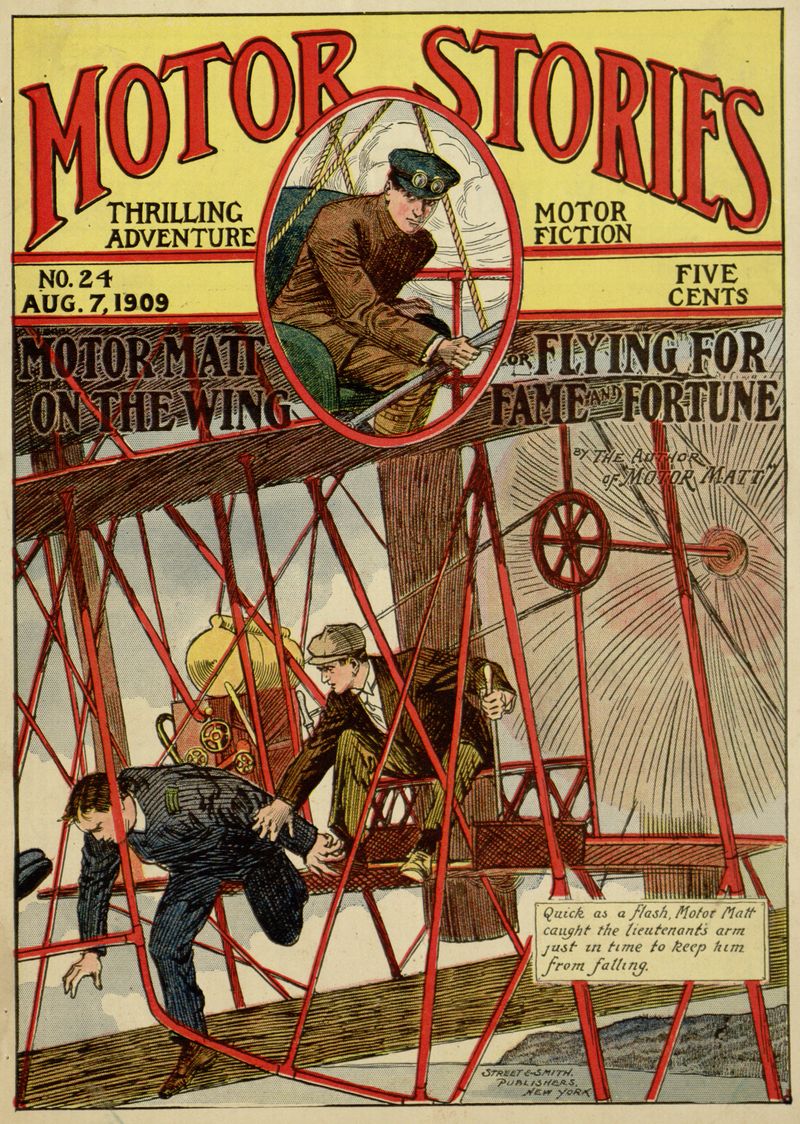 MOTOR STORIES
THRILLING
ADVENTURE
MOTOR
FICTION
NO. 24
AUG. 7, 1909
FIVE
CENTS
MOTOR MATT
ON THE WING
OR FLYING FOR
FAME AND FORTUNE
BY THE AUTHOR
OF "MOTOR MATT"
Quick as a flash, Motor Matt
caught the lieutenant's arm
just in time to keep him
from falling.
STREET & SMITH,
PUBLISHERS,
NEW YORK